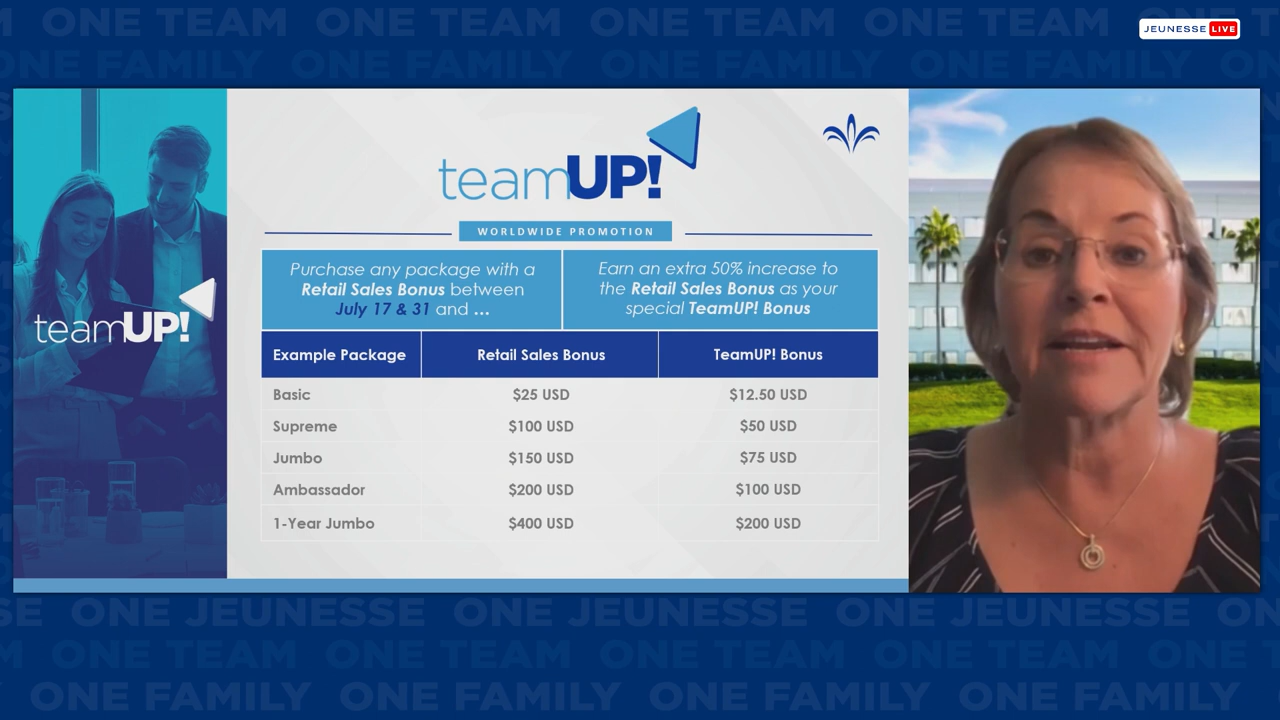 ONE TEAM ONE TEAM ONE TEAM ONE TEAM
JEUNESSE LIVE
ONE FAMILY ONE FAMILY ONE FAMILY ONE FAMILY
teamUP!
WORLDWIDE PROMOTION
Purchase any package with a
Retail Sales Bonus between
July 17 & 31 and ...
Earn an extra 50% increase to
the Retail Sales Bonus as your
special TeamUP! Bonus
teamUP!
Example Package Retail Sales Bonus TeamUP! Bonus
Basic $25 USD $12.50 USD
Supreme $100 USD $50 USD
Jumbo $150 USD $75 USD
Ambassador $200 USD $100 USD
1-Year Jumbo $400 USD $200 USD
ONE JEUNESSE ONE JEUNESSE ONE JEUNESSE
ONE TEAM ONE TEAM ONE TEAM ONE TEAM
ONE FAMILY ONE FAMILY ONE FAMILY ONE FAMILY